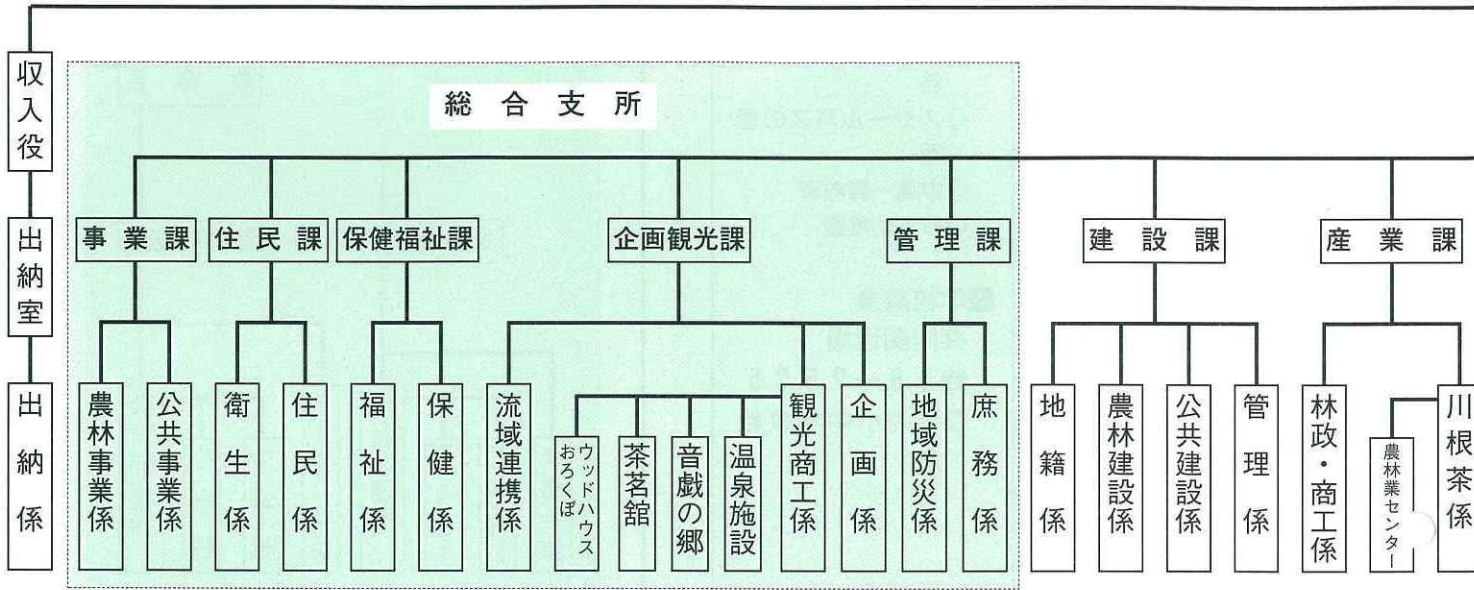 収入役
出納室
出納係
総合支所
事業課
農林事業係
公共事業係
住民課
衛生係
住民係
保健福祉課
福祉係
保健係
企画観光課
流域連携係
ウッドハウス
おろくぼ
茶茗舘
音戯の郷
温泉施設
観光商工係
企画係
管理課
地域防災係
庶務係
建設課
地籍係
農林建設係
公共建設係
管理係
産業課
林政・商工係
農林業センター
川根茶係